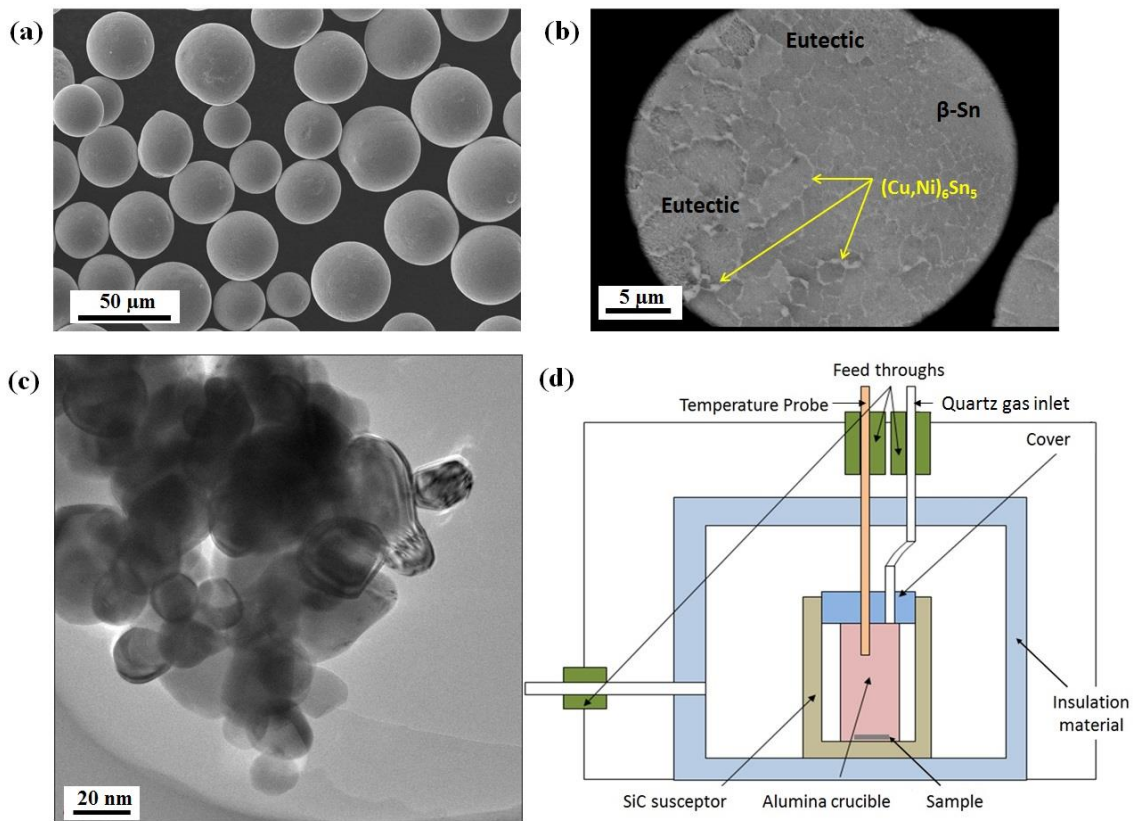 (a)
50 µm
(b)
Eutectic
β-Sn
(Cu,Ni)₆Sn₅
Eutectic
5 µm
(c)
20 nm
(d)
Feed throughs
Temperature Probe
Quartz gas inlet
Cover
Insulation
material
SiC susceptor
Alumina crucible
Sample